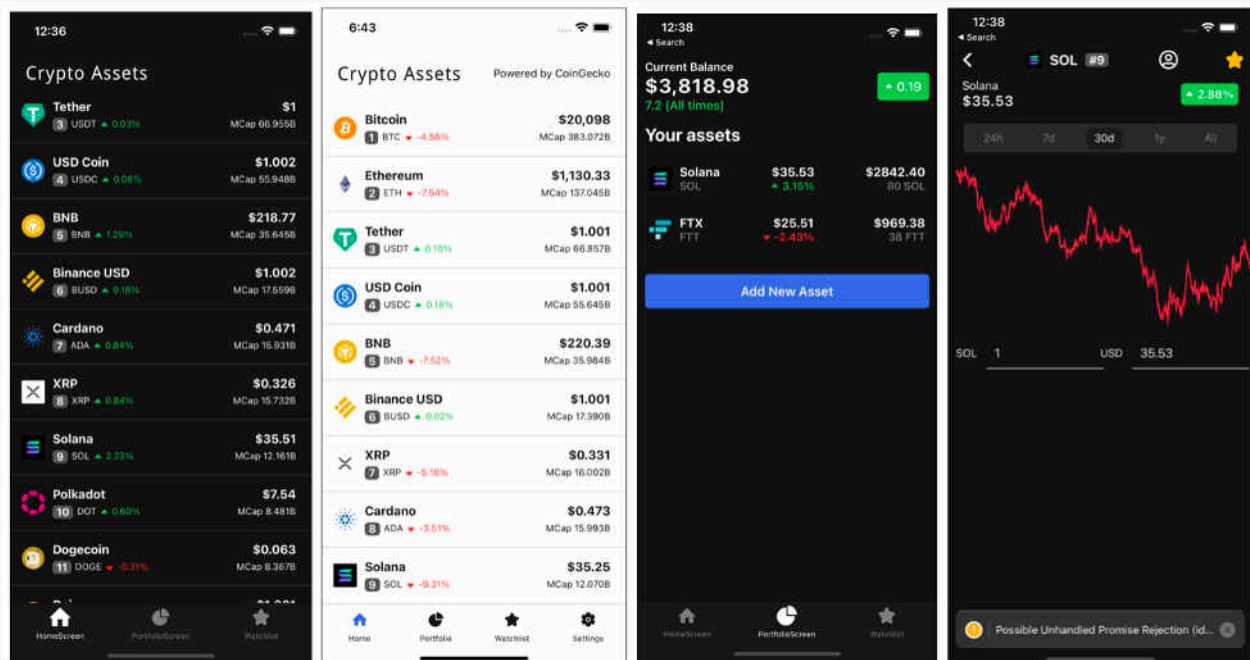 12:36
Crypto Assets
Tether $1
3 USDT 0.03% MCap 66.955B
USD Coin $1.002
4 USDC 0.08% MCap 55.948B
BNB $218.77
5 BNB 1.29% MCap 35.645B
Binance USD $1.002
6 BUSD 0.16% MCap 17.559B
Cardano $0.471
7 ADA 0.84% MCap 15.931B
XRP $0.326
8 XRP 0.84% MCap 15.732B
Solana $35.51
9 SOL 2.23% MCap 12.161B
Polkadot $7.54
10 DOT 0.69% MCap 8.481B
Dogecoin $0.063
11 DOGE -0.31% MCap 8.367B
HomeScreen PortfolioScreen Watchlist
6:43
Crypto Assets Powered by CoinGecko
Bitcoin $20,098
1 BTC -4.56% MCap 383.072B
Ethereum $1,130.33
2 ETH -7.54% MCap 137.045B
Tether $1.001
3 USDT 0.10% MCap 66.857B
USD Coin $1.001
4 USDC 0.16% MCap 55.645B
BNB $220.39
5 BNB -7.52% MCap 35.984B
Binance USD $1.001
6 BUSD 0.02% MCap 17.390B
XRP $0.331
7 XRP -5.16% MCap 16.002B
Cardano $0.473
8 ADA -3.51% MCap 15.993B
Solana $35.25
9 SOL -9.31% MCap 12.070B
Home Portfolio Watchlist Settings
12:38
Search
Current Balance
$3,818.98 0.19
7.2 (All times)
Your assets
Solana $35.53 $2842.40
SOL 3.15% 80 SOL
FTX $25.51 $969.38
FTT -2.43% 38 FTT
Add New Asset
HomeScreen PortfolioScreen Watchlist
12:38
Search
SOL #9
Solana
$35.53 2.88%
24h 7d 30d 1y All
SOL 1 USD 35.53
Possible Unhandled Promise Rejection (id...